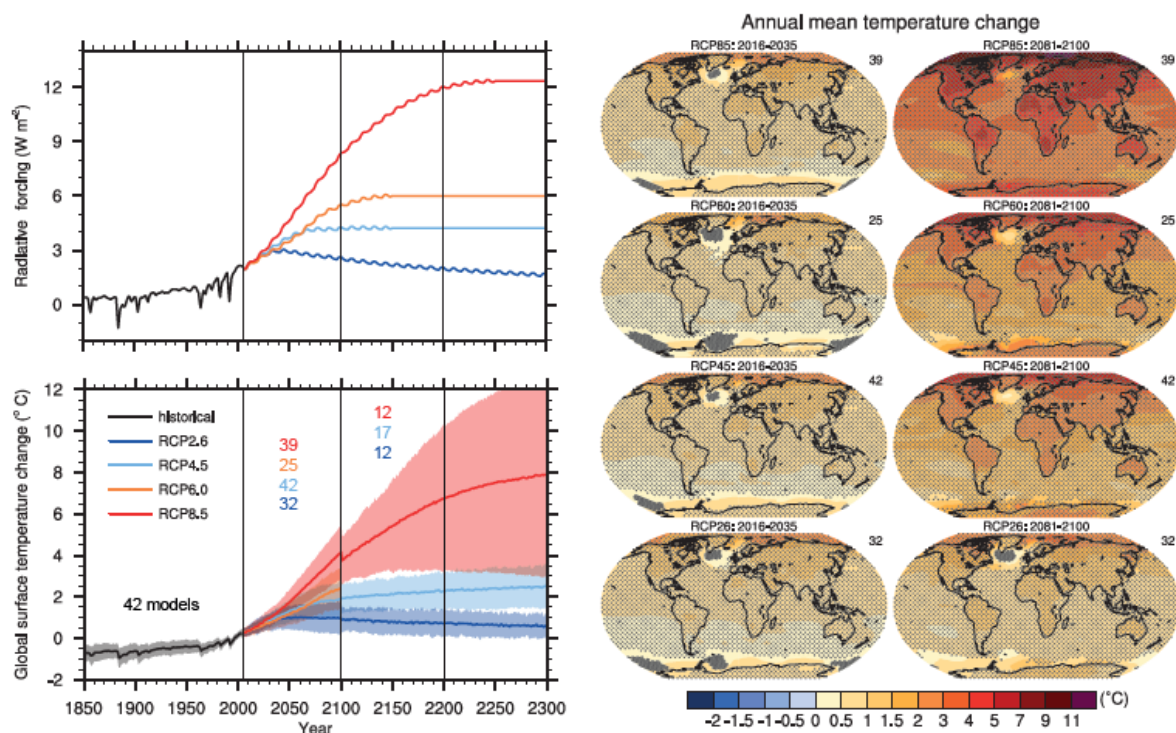 Radiative forcing (W m⁻²)
12
9
6
3
0
Global surface temperature change (° C)
12
10
8
6
4
2
0
-2
historical
RCP2.6
RCP4.5
RCP6.0
RCP8.5
42 models
39
25
42
32
12
17
12
1850 1900 1950 2000 2050 2100 2150 2200 2250 2300
Year
Annual mean temperature change
RCP85: 2016-2035
39
RCP85: 2081-2100
39
RCP60: 2016-2035
25
RCP60: 2081-2100
25
RCP45: 2016-2035
42
RCP45: 2081-2100
42
RCP26: 2016-2035
32
RCP26: 2081-2100
32
-2 -1.5 -1 -0.5 0 0.5 1 1.5 2 3 4 5 7 9 11
(°C)